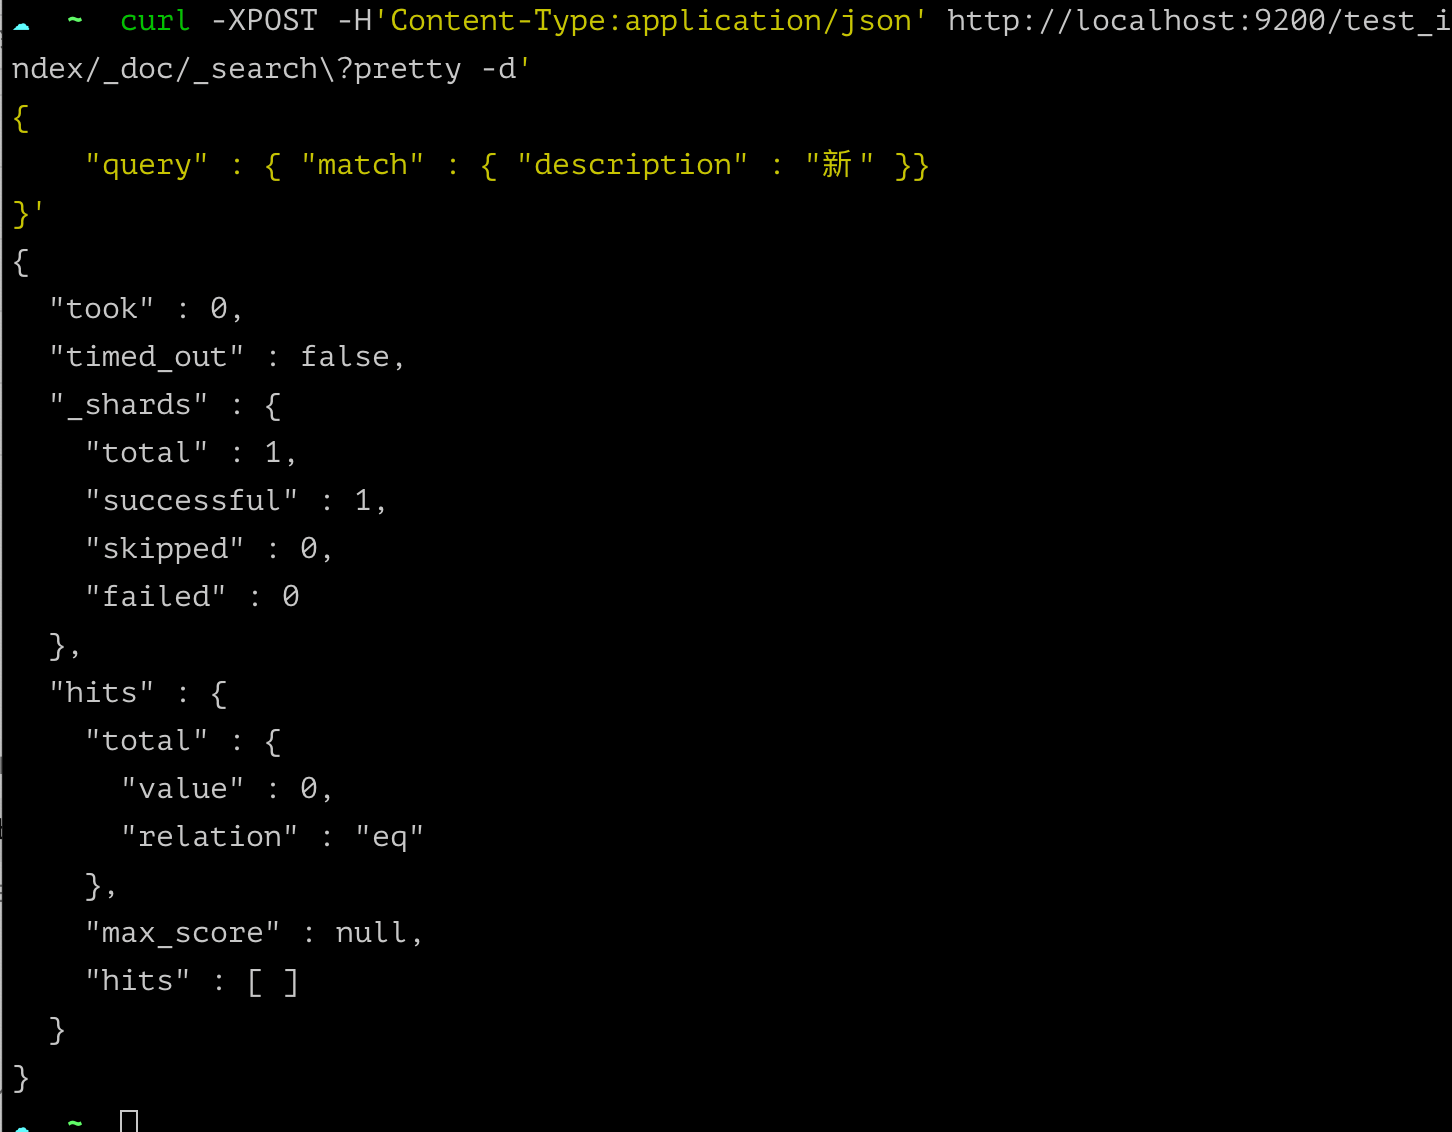 ~ curl -XPOST -H'Content-Type:application/json' http://localhost:9200/test_i
ndex/_doc/_search\?pretty -d'
{
    "query" : { "match" : { "description" : "新" }}
}'
{
  "took" : 0,
  "timed_out" : false,
  "_shards" : {
    "total" : 1,
    "successful" : 1,
    "skipped" : 0,
    "failed" : 0
  },
  "hits" : {
    "total" : {
      "value" : 0,
      "relation" : "eq"
    },
    "max_score" : null,
    "hits" : [ ]
  }
}
~